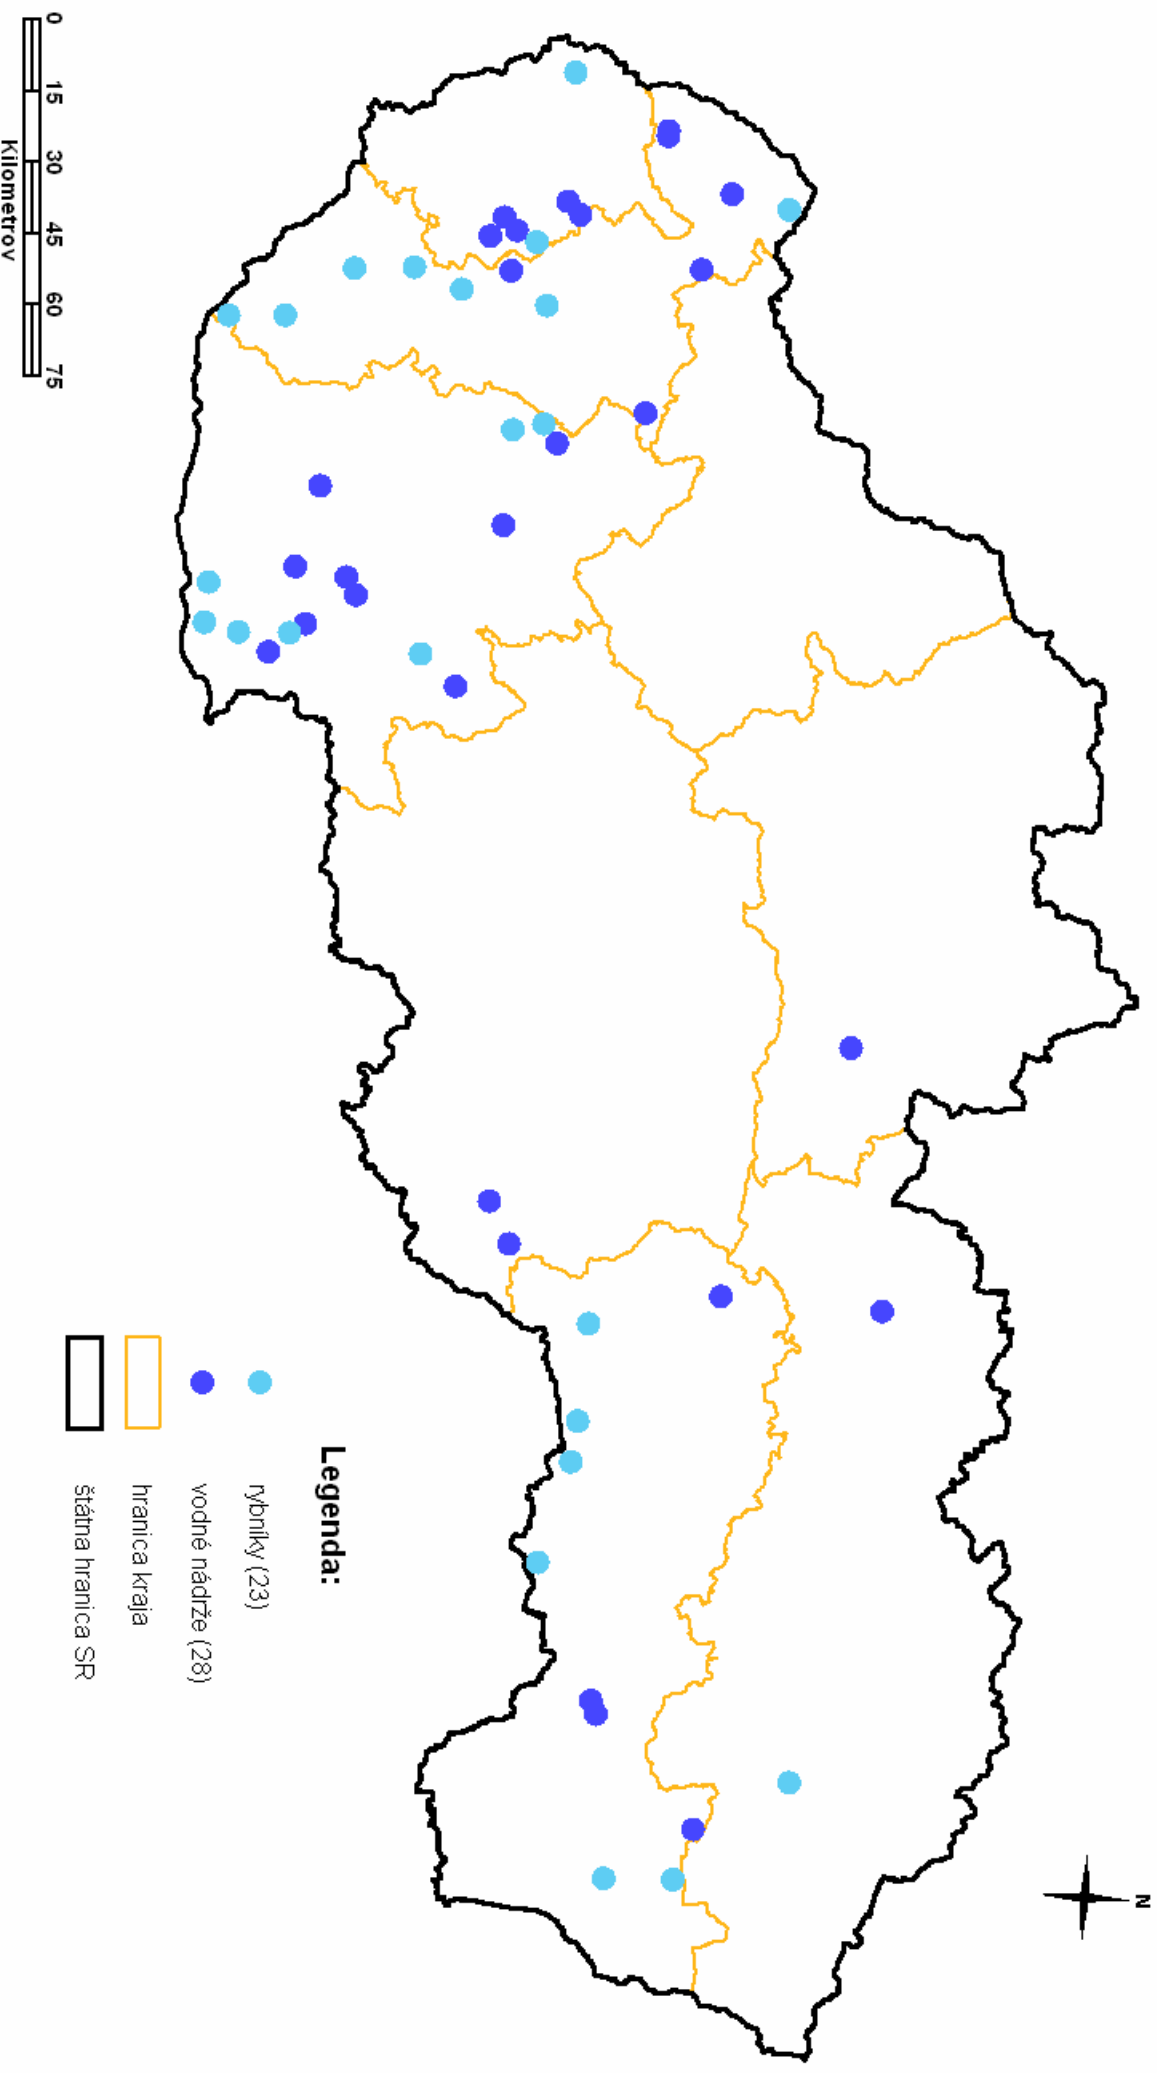 N
Legenda:
rybníky (23)
vodné nádrže (28)
hranica kraja
štátna hranica SR
0 15 30 45 60 75
Kilometrov